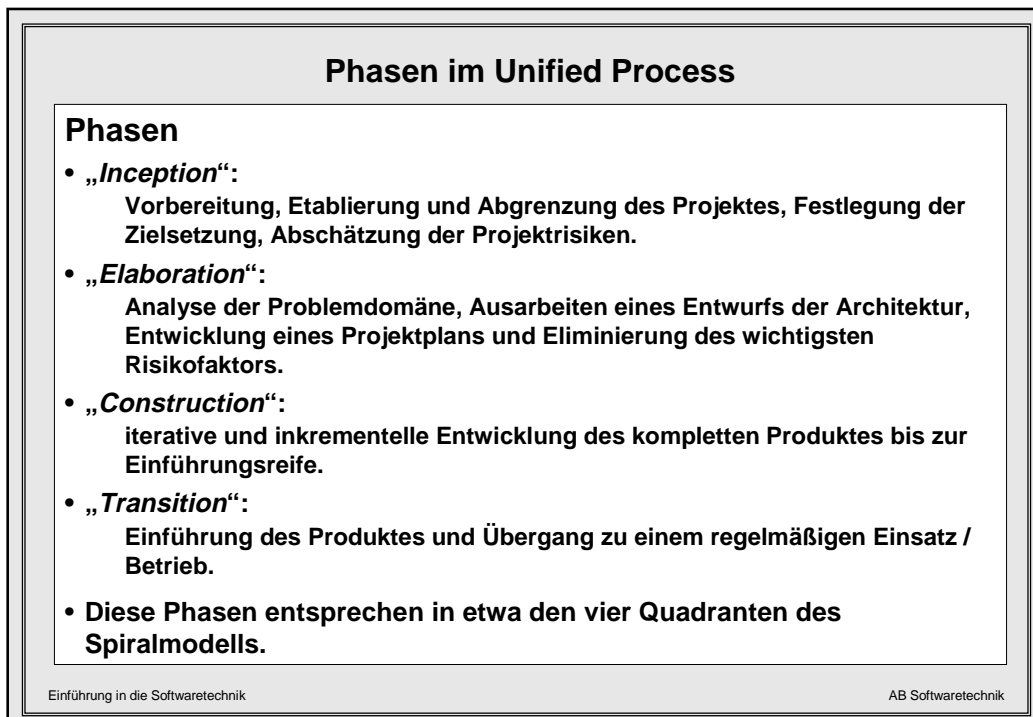 Phasen im Unified Process
Phasen
• „Inception“:
Vorbereitung, Etablierung und Abgrenzung des Projektes, Festlegung der
Zielsetzung, Abschätzung der Projektrisiken.
• „Elaboration“:
Analyse der Problemdomäne, Ausarbeiten eines Entwurfs der Architektur,
Entwicklung eines Projektplans und Eliminierung des wichtigsten
Risikofaktors.
• „Construction“:
iterative und inkrementelle Entwicklung des kompletten Produktes bis zur
Einführungsreife.
• „Transition“:
Einführung des Produktes und Übergang zu einem regelmäßigen Einsatz /
Betrieb.
• Diese Phasen entsprechen in etwa den vier Quadranten des
Spiralmodells.
Einführung in die Softwaretechnik
AB Softwaretechnik